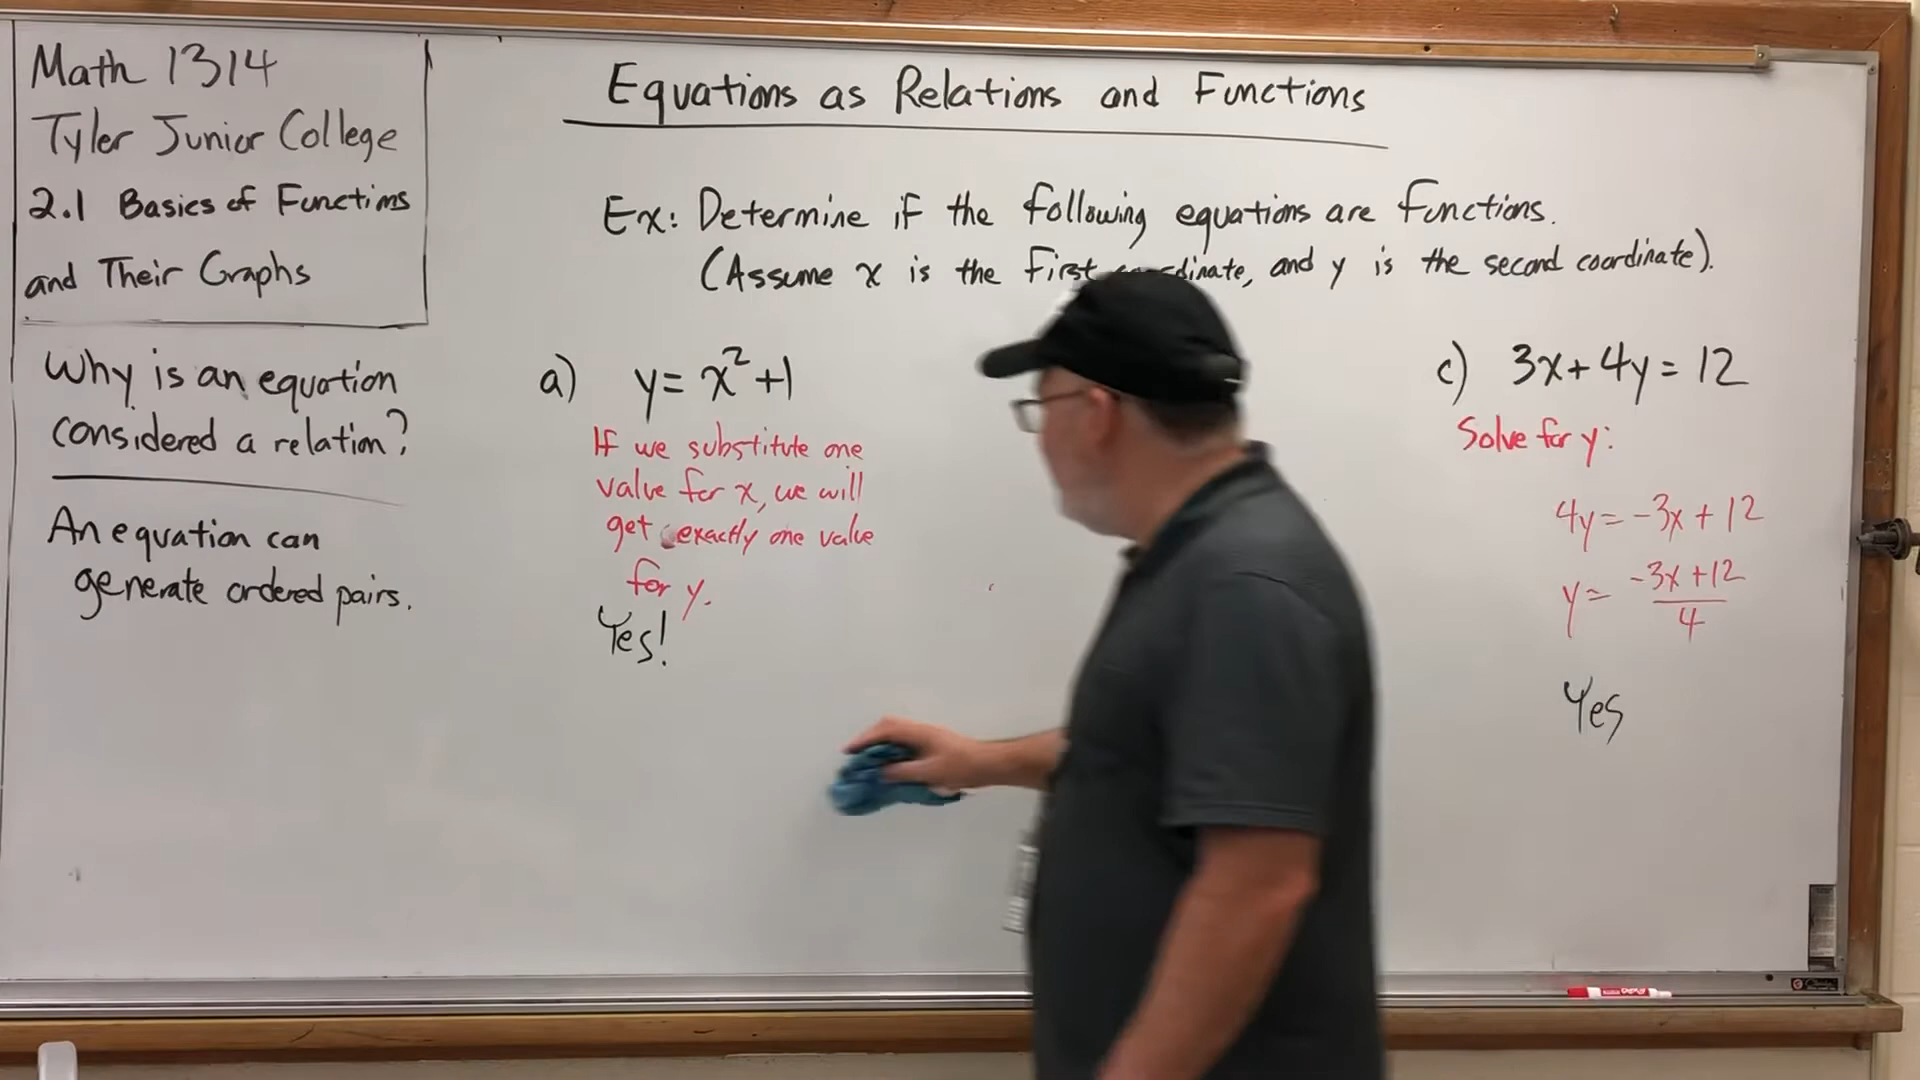 Math 1314
Tyler Junior College
2.1 Basics of Functions
and Their Graphs
Why is an equation
considered a relation?
An equation can
generate ordered pairs.
Equations as Relations and Functions
Ex: Determine if the following equations are functions.
(Assume x is the first dinate, and y is the second coordinate).
a) y = x²+1
If we substitute one
value for x, we will
get exactly one value
for y.
Yes!
c) 3x+4y=12
Solve for y:
4y=-3x+12
y= -3x+12
4
Yes